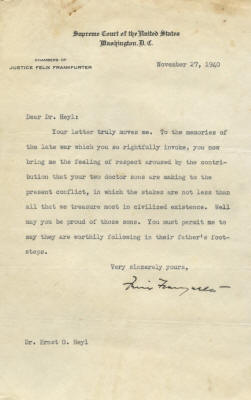 Supreme Court of the United States
Washington, D.C.
CHAMBERS OF
JUSTICE FELIX FRANKFURTER
November 27, 1940
Dear Dr. Heyl:
Your letter truly moves me. To the memories of
the late war which you so rightfully invoke, you now
bring me the feeling of respect aroused by the contri-
bution that your two doctor sons are making to the
present conflict, in which the stakes are not less than
all that we treasure most in civilized existence. Well
may you be proud of those sons. You must permit me to
say they are worthily following in their father's foot-
steps.
Very sincerely yours,
Felix Frankfurter
Dr. Ernst O. Heyl